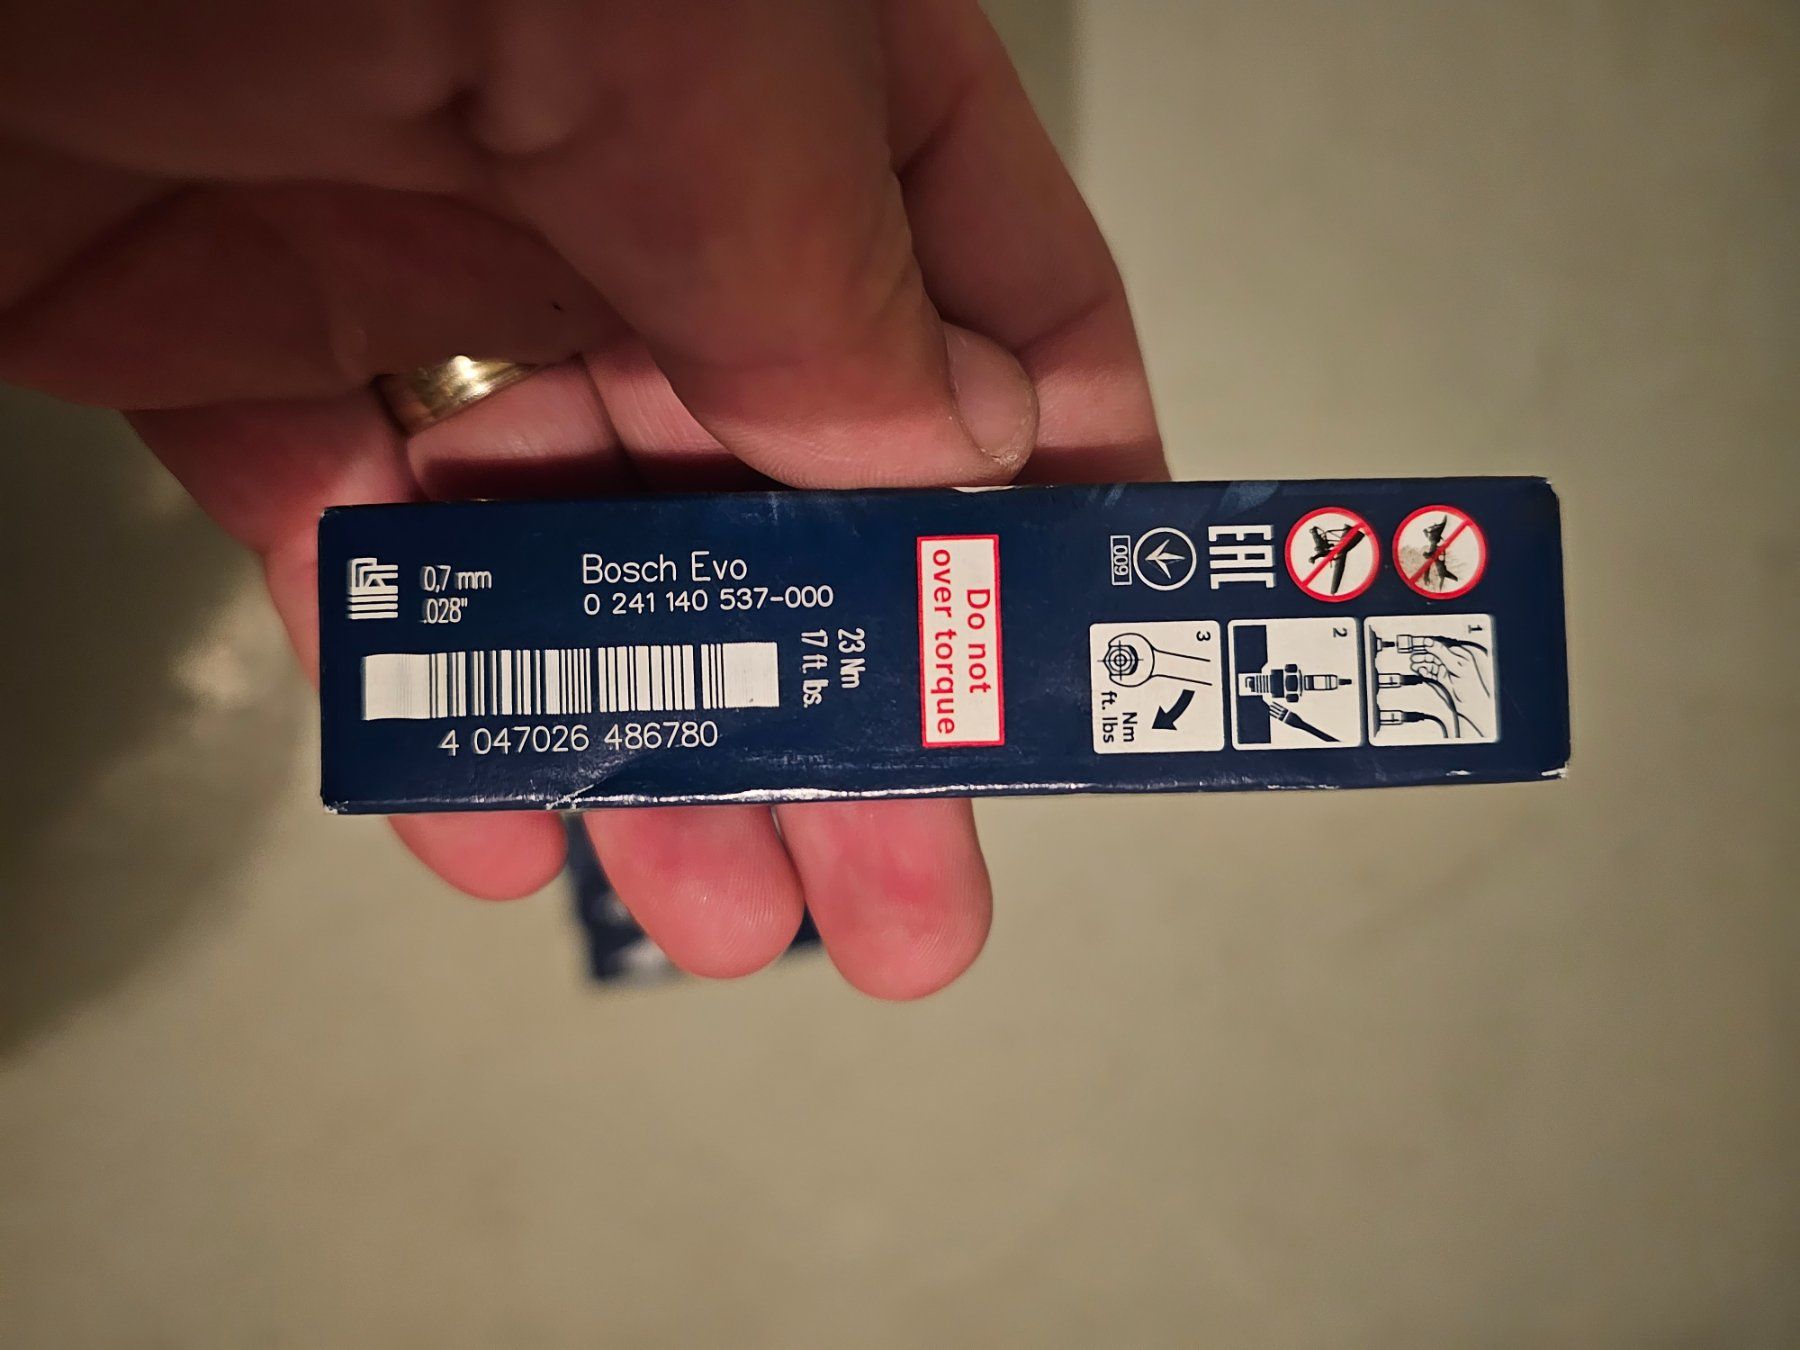 0,7 mm
.028"
Bosch Evo
0 241 140 537-000
4 047026 486780
23 Nm
17 ft. lbs.
Do not
over torque
009
EAC
1
2
3
Nm
ft. lbs